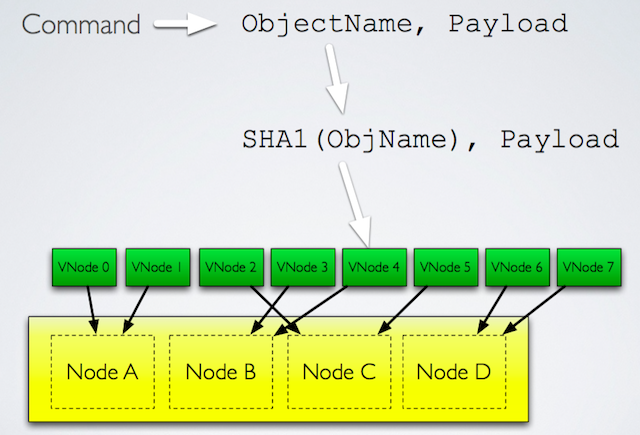 Command ObjectName, Payload
SHA1(ObjName), Payload
VNode 0 VNode 1 VNode 2 VNode 3 VNode 4 VNode 5 VNode 6 VNode 7
Node A Node B Node C Node D